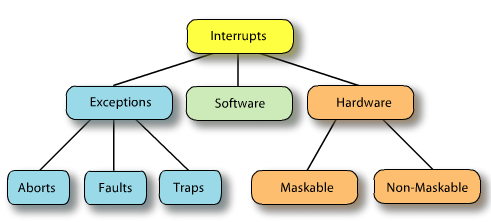 Interrupts
Exceptions
Software
Hardware
Aborts
Faults
Traps
Maskable
Non-Maskable